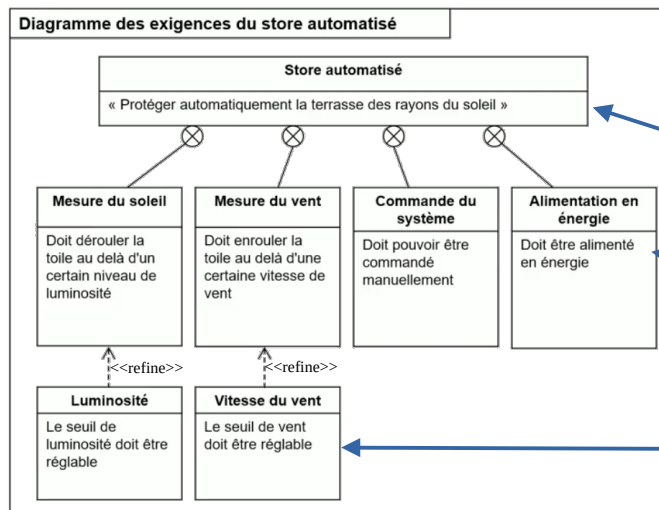 Diagramme des exigences du store automatisé
Store automatisé
« Protéger automatiquement la terrasse des rayons du soleil »
Mesure du soleil
Doit dérouler la
toile au delà d'un
certain niveau de
luminosité
Mesure du vent
Doit enrouler la
toile au delà d'une
certaine vitesse de
vent
Commande du
système
Doit pouvoir être
commandé
manuellement
Alimentation en
énergie
Doit être alimenté
en énergie
<<refine>>
<<refine>>
Luminosité
Le seuil de
luminosité doit être
réglable
Vitesse du vent
Le seuil de vent
doit être réglable